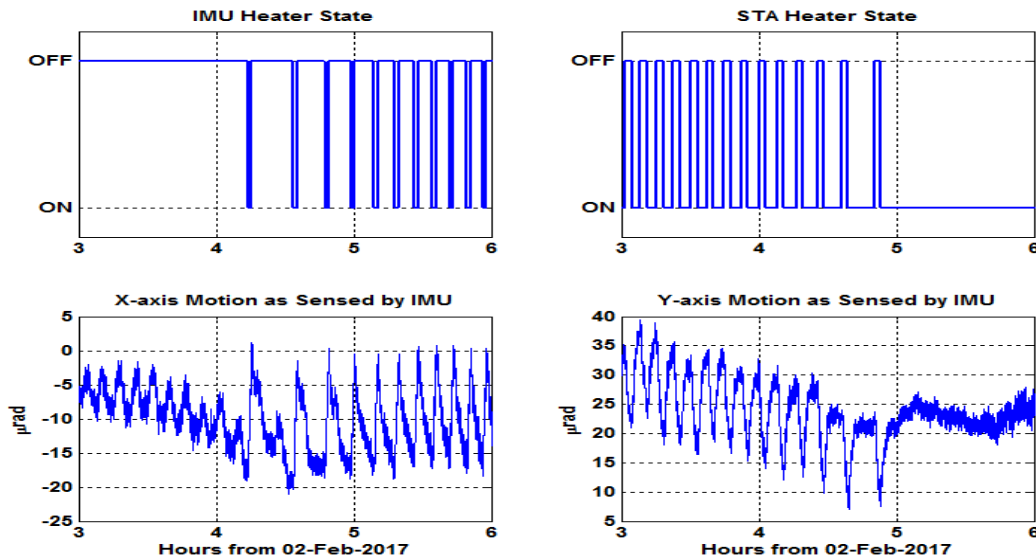 IMU Heater State
OFF
ON
3 4 5 6
STA Heater State
OFF
ON
3 4 5 6
X-axis Motion as Sensed by IMU
5
0
-5
-10
-15
-20
-25
µrad
3 4 5 6
Hours from 02-Feb-2017
Y-axis Motion as Sensed by IMU
40
35
30
25
20
15
10
5
µrad
3 4 5 6
Hours from 02-Feb-2017